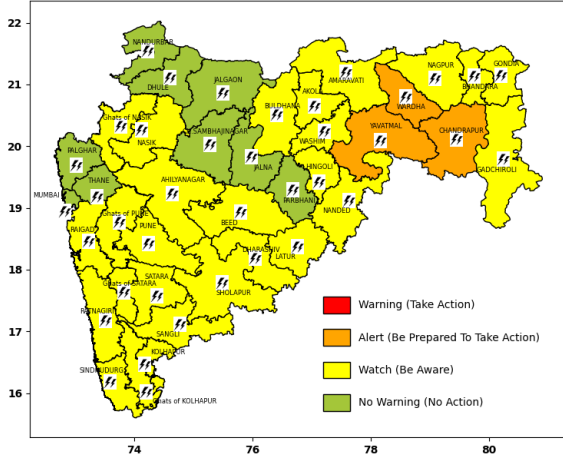 22
21
20
19
18
17
16
74
76
78
80
NANDURBAR
DHULE
JALGAON
NAGPUR
GONDIA
BHANDARA
AMARAVATI
AKOLA
BULDHANA
WARDHA
Ghats of NASIK
NASIK
C.SAMBHAJINAGAR
WASHIM
YAVATMAL
CHANDRAPUR
PALGHAR
THANE
JALNA
HINGOLI
GADCHIROLI
AHILYANAGAR
PARBHANI
MUMBAI
NANDED
Ghats of PUNE
PUNE
BEED
RAIGAD
DHARASHIV
LATUR
SATARA
Ghats of SATARA
SHOLAPUR
RATNAGIRI
SANGLI
KOLHAPUR
SINDHUDURG
Ghats of KOLHAPUR
Warning (Take Action)
Alert (Be Prepared To Take Action)
Watch (Be Aware)
No Warning (No Action)